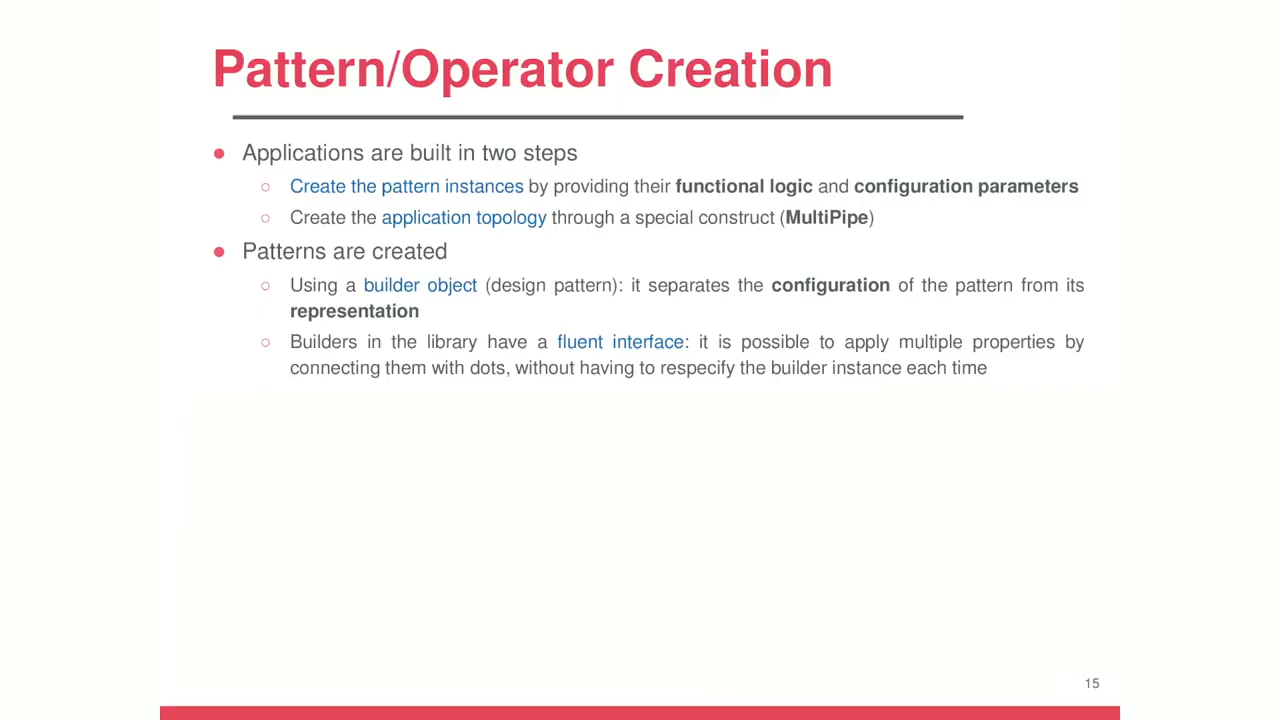 Pattern/Operator Creation
● Applications are built in two steps
○ Create the pattern instances by providing their functional logic and configuration parameters
○ Create the application topology through a special construct (MultiPipe)
● Patterns are created
○ Using a builder object (design pattern): it separates the configuration of the pattern from its
representation
○ Builders in the library have a fluent interface: it is possible to apply multiple properties by
connecting them with dots, without having to respecify the builder instance each time
15